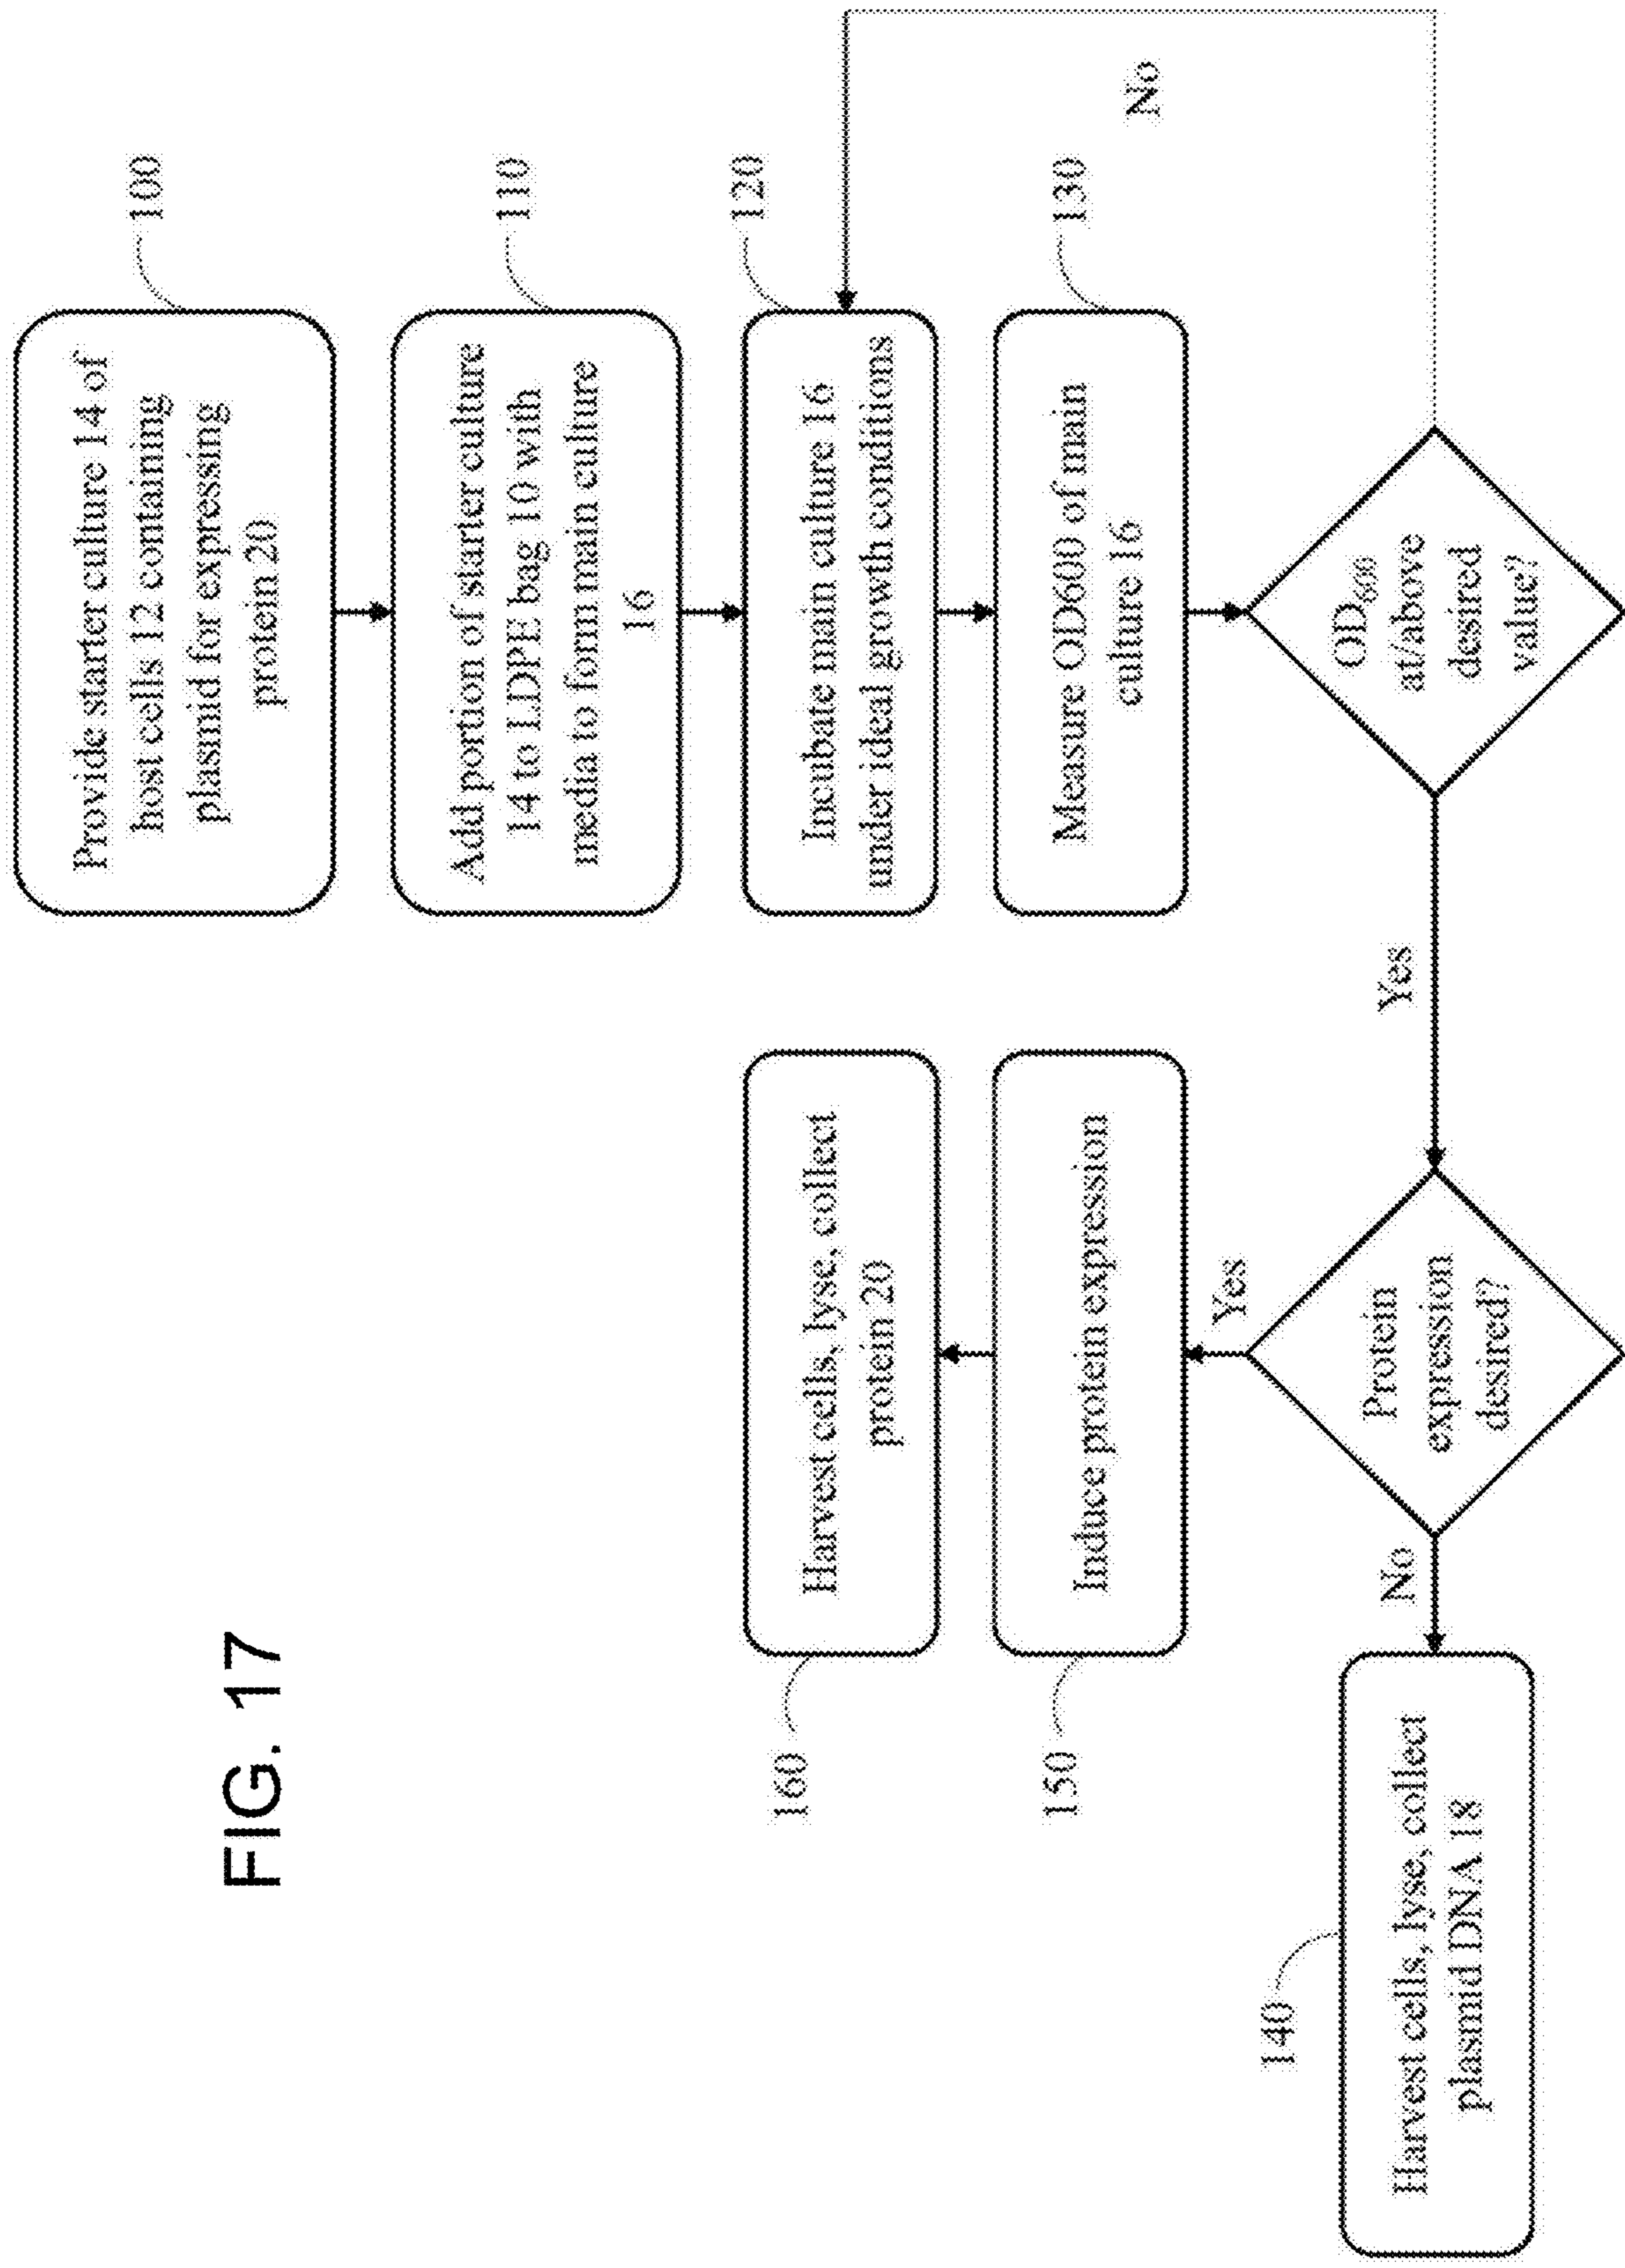 FIG. 17
Provide starter culture 14 of
host cells 12 containing
plasmid for expressing
protein 20
100
Add portion of starter culture
14 to LDPE bag 10 with
media to form main culture
16
110
Incubate main culture 16
under ideal growth conditions
120
Measure OD600 of main
culture 16
130
OD600
at/above
desired
value?
No
Yes
Protein
expression
desired?
Yes
Induce protein expression
150
Harvest cells, lyse, collect
protein 20
160
No
Harvest cells, lyse, collect
plasmid DNA 18
140